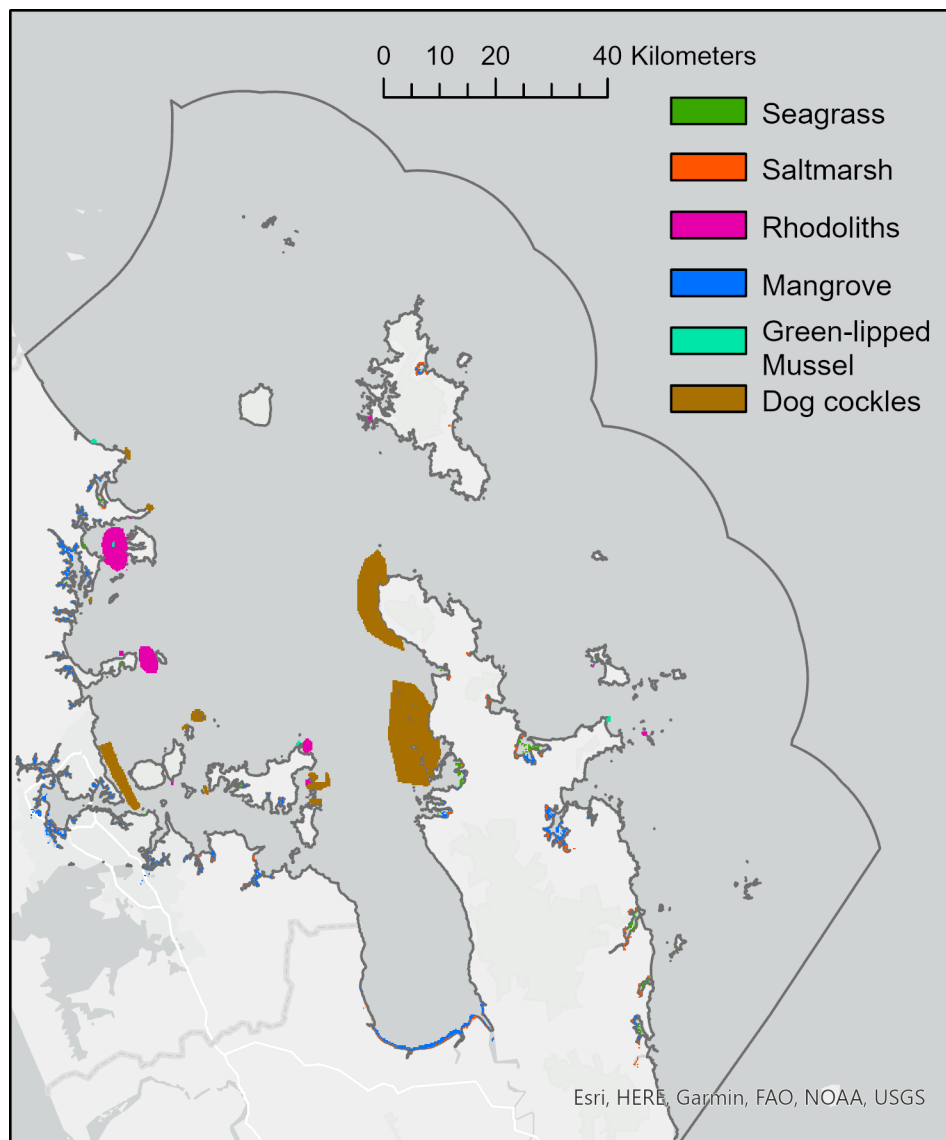 0 10 20 40 Kilometers
Seagrass
Saltmarsh
Rhodoliths
Mangrove
Green-lipped
Mussel
Dog cockles
Esri, HERE, Garmin, FAO, NOAA, USGS